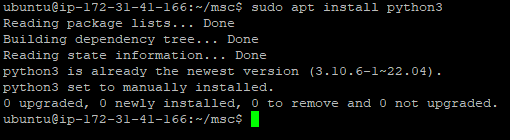 ubuntu@ip-172-31-41-166:~/msc$ sudo apt install python3
Reading package lists... Done
Building dependency tree... Done
Reading state information... Done
python3 is already the newest version (3.10.6-1~22.04).
python3 set to manually installed.
0 upgraded, 0 newly installed, 0 to remove and 0 not upgraded.
ubuntu@ip-172-31-41-166:~/msc$